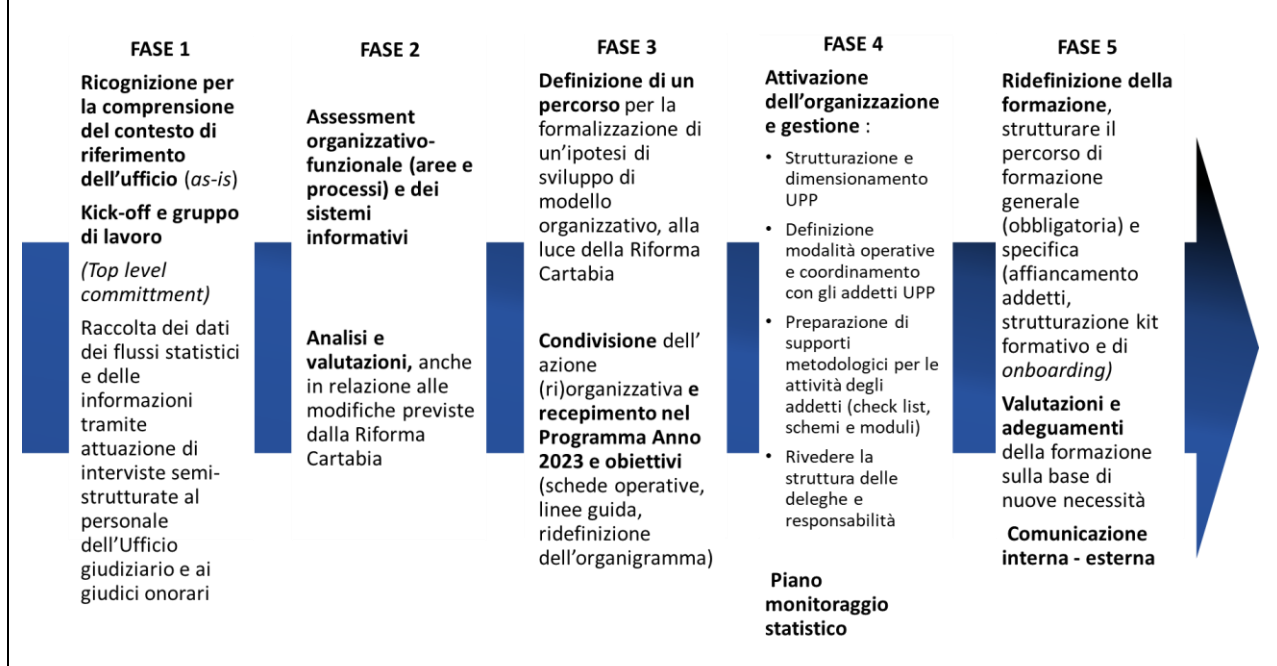 FASE 1
Ricognizione per
la comprensione
del contesto di
riferimento
dell’ufficio (as-is)
Kick-off e gruppo
di lavoro
(Top level
committment)
Raccolta dei dati
dei flussi statistici
e delle
informazioni
tramite
attuazione di
interviste semi-
strutturate al
personale
dell’Ufficio
giudiziario e ai
giudici onorari
FASE 2
Assessment
organizzativo-
funzionale (aree e
processi) e dei
sistemi
informativi
Analisi e
valutazioni, anche
in relazione alle
modifiche previste
dalla Riforma
Cartabia
FASE 3
Definizione di un
percorso per la
formalizzazione di
un’ipotesi di
sviluppo di
modello
organizzativo, alla
luce della Riforma
Cartabia
Condivisione dell’
azione
(ri)organizzativa e
recepimento nel
Programma Anno
2023 e obiettivi
(schede operative,
linee guida,
ridefinizione
dell’organigramma)
FASE 4
Attivazione
dell’organizzazione
e gestione :
• Strutturazione e
dimensionamento
UPP
• Definizione
modalità operative
e coordinamento
con gli addetti UPP
• Preparazione di
supporti
metodologici per le
attività degli
addetti (check list,
schemi e moduli)
• Rivedere la
struttura delle
deleghe e
responsabilità
Piano
monitoraggio
statistico
FASE 5
Ridefinizione della
formazione,
strutturare il
percorso di
formazione
generale
(obbligatoria) e
specifica
(affiancamento
addetti,
strutturazione kit
formativo e di
onboarding)
Valutazioni e
adeguamenti
della formazione
sulla base di
nuove necessità
Comunicazione
interna - esterna